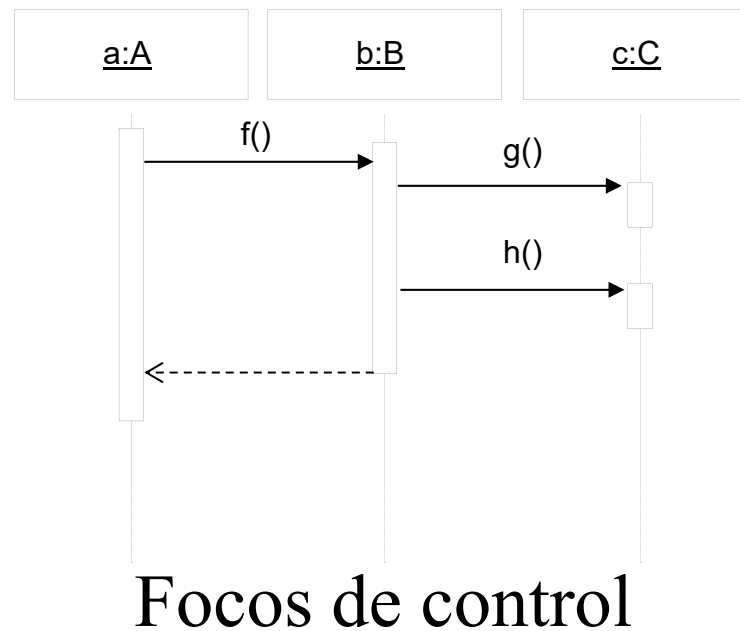 a:A
b:B
c:C
f()
g()
h()
Focos de control